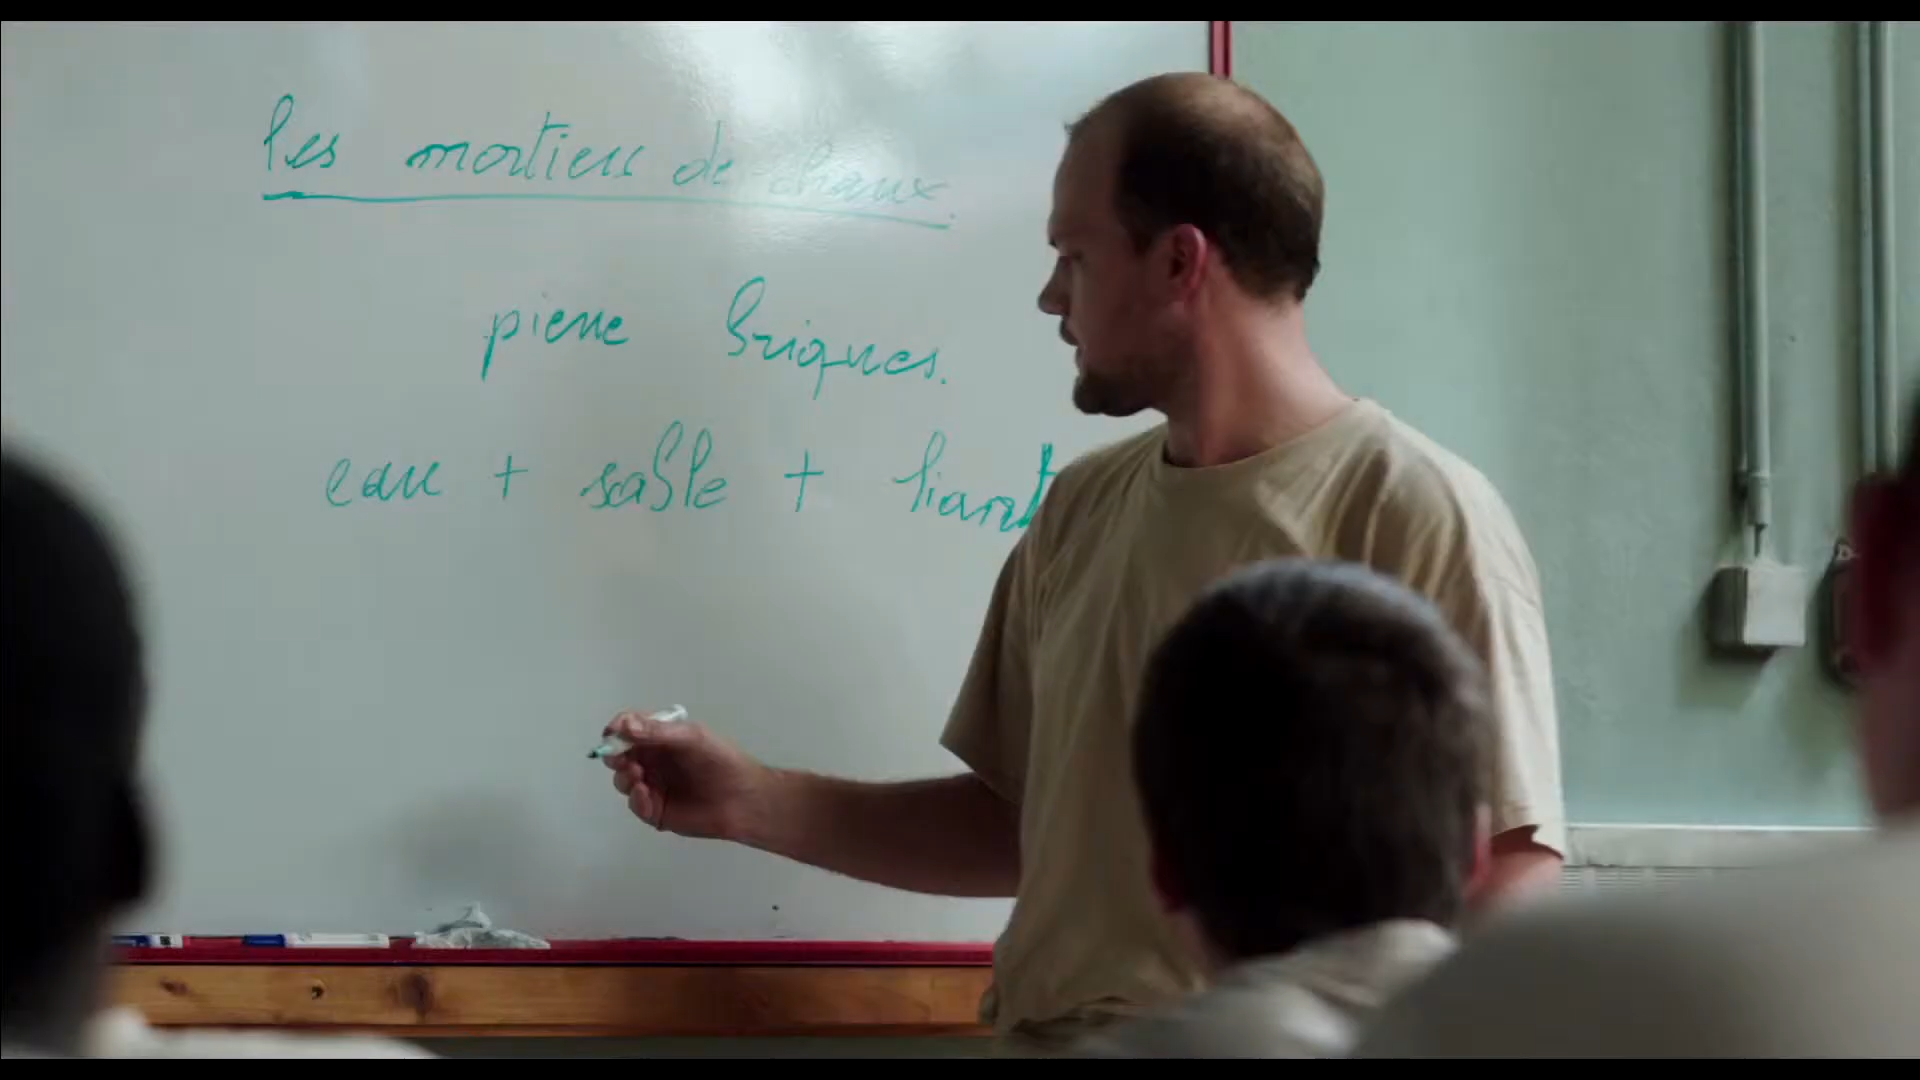 les mortiers de chaux.
pierre briques.
eau + sable + liant